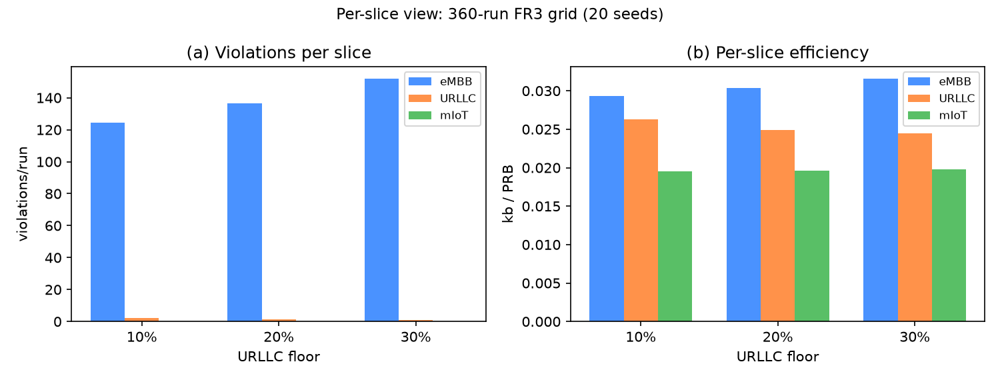 Per-slice view: 360-run FR3 grid (20 seeds)
(a) Violations per slice
violations/run
140
120
100
80
60
40
20
0
10%
20%
30%
URLLC floor
eMBB
URLLC
mIoT
(b) Per-slice efficiency
kb / PRB
0.030
0.025
0.020
0.015
0.010
0.005
0.000
10%
20%
30%
URLLC floor
eMBB
URLLC
mIoT